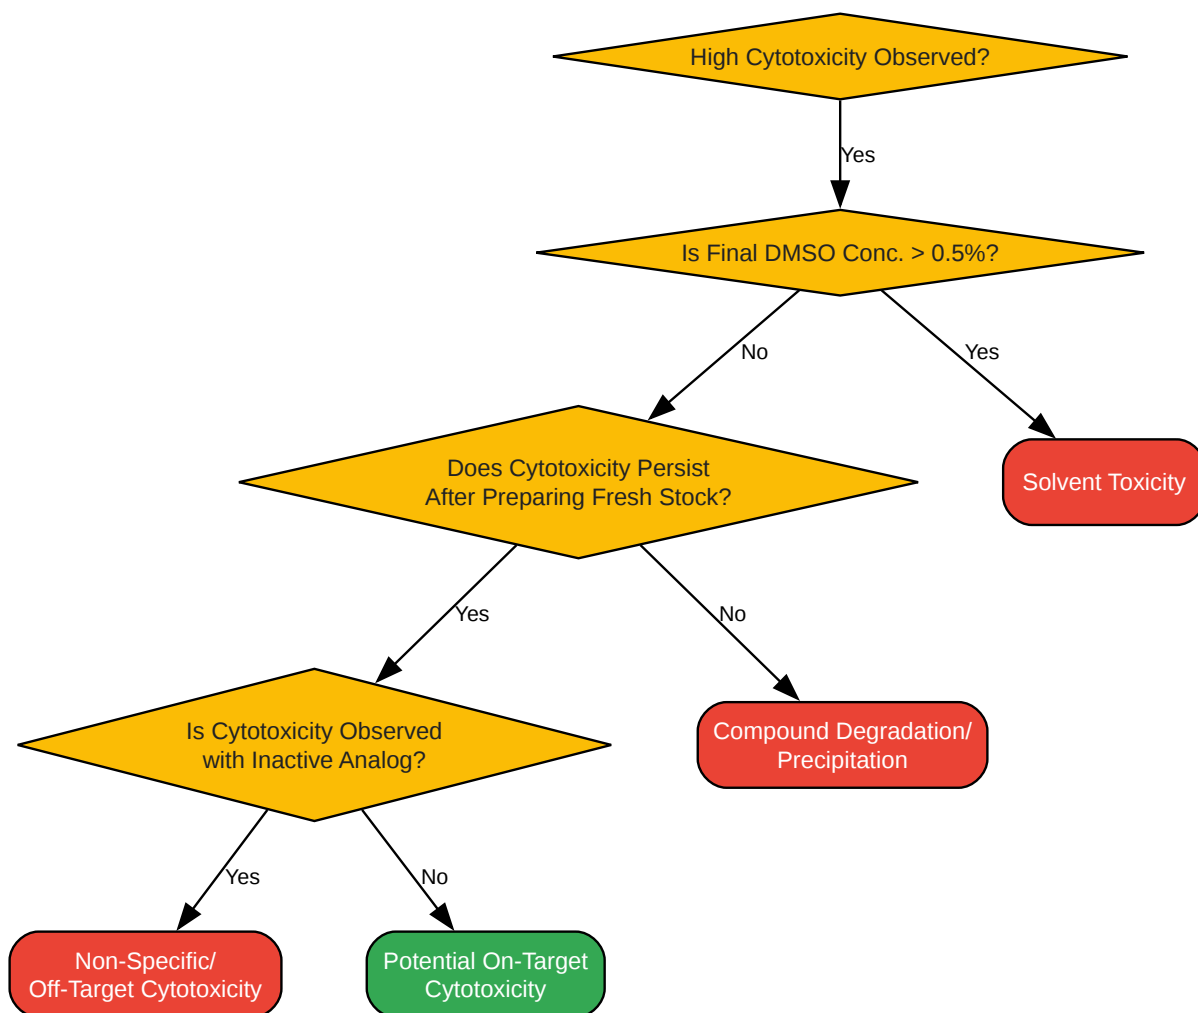 High Cytotoxicity Observed?
Yes
Is Final DMSO Conc. > 0.5%?
No
Yes
Does Cytotoxicity Persist
After Preparing Fresh Stock?
Solvent Toxicity
Yes
No
Is Cytotoxicity Observed
with Inactive Analog?
Compound Degradation/
Precipitation
Yes
No
Non-Specific/
Off-Target Cytotoxicity
Potential On-Target
Cytotoxicity